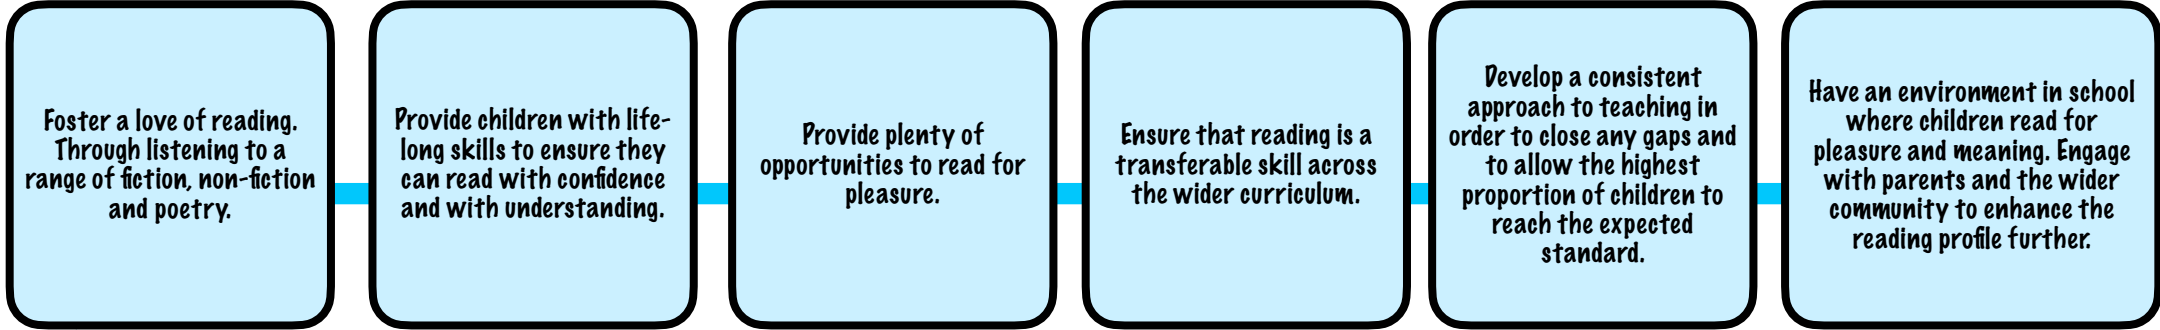 Foster a love of reading.
Through listening to a
range of fiction, non-fiction
and poetry.
Provide children with life-
long skills to ensure they
can read with confidence
and with understanding.
Provide plenty of
opportunities to read for
pleasure.
Ensure that reading is a
transferable skill across
the wider curriculum.
Develop a consistent
approach to teaching in
order to close any gaps and
to allow the highest
proportion of children to
reach the expected
standard.
Have an environment in school
where children read for
pleasure and meaning. Engage
with parents and the wider
community to enhance the
reading profile further.